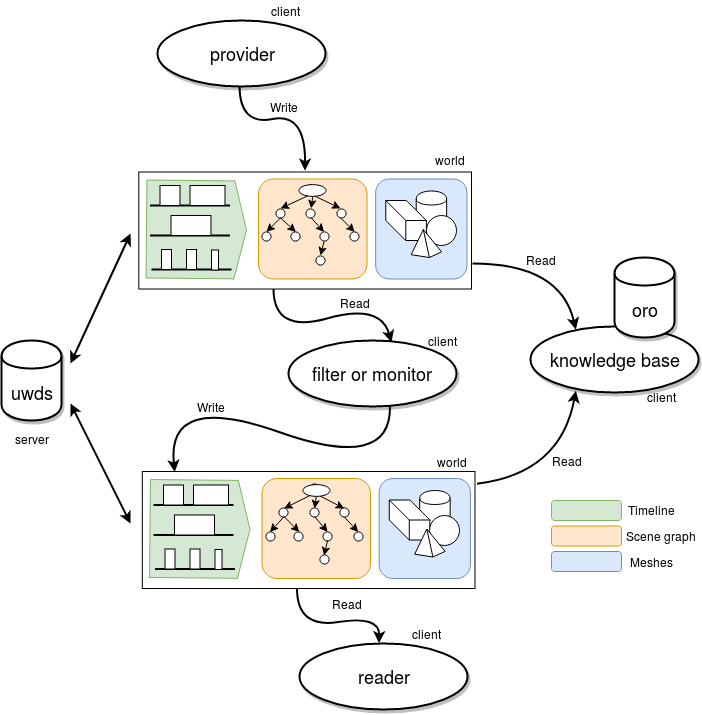 client
provider
Write
world
Read
oro
knowledge base
client
Read
client
filter or monitor
uwds
server
Write
world
Read
Timeline
Scene graph
Meshes
Read
client
reader